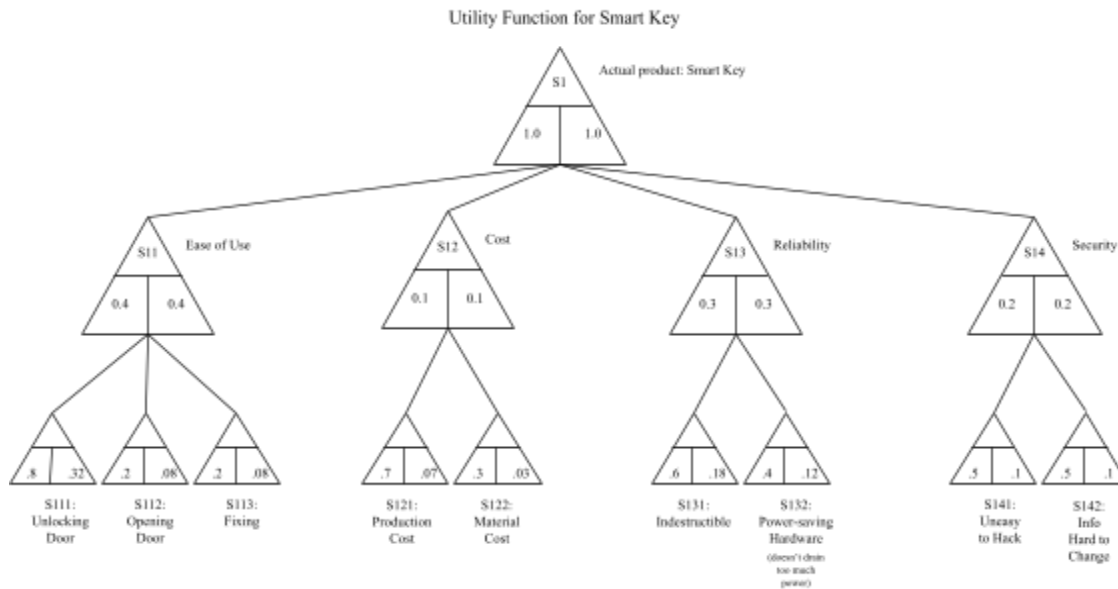 Utility Function for Smart Key
S1
Actual product: Smart Key
1.0 1.0
S11
Ease of Use
0.4 0.4
S12
Cost
0.1 0.1
S13
Reliability
0.3 0.3
S14
Security
0.2 0.2
.8 .32
S111:
Unlocking
Door
.2 .08
S112:
Opening
Door
.2 .08
S113:
Fixing
.7 .07
S121:
Production
Cost
.3 .03
S122:
Material
Cost
.6 .18
S131:
Indestructible
.4 .12
S132:
Power-saving
Hardware
(doesn't drain
too much
power)
.5 .1
S141:
Uneasy
to Hack
.5 .1
S142:
Info
Hard to
Change